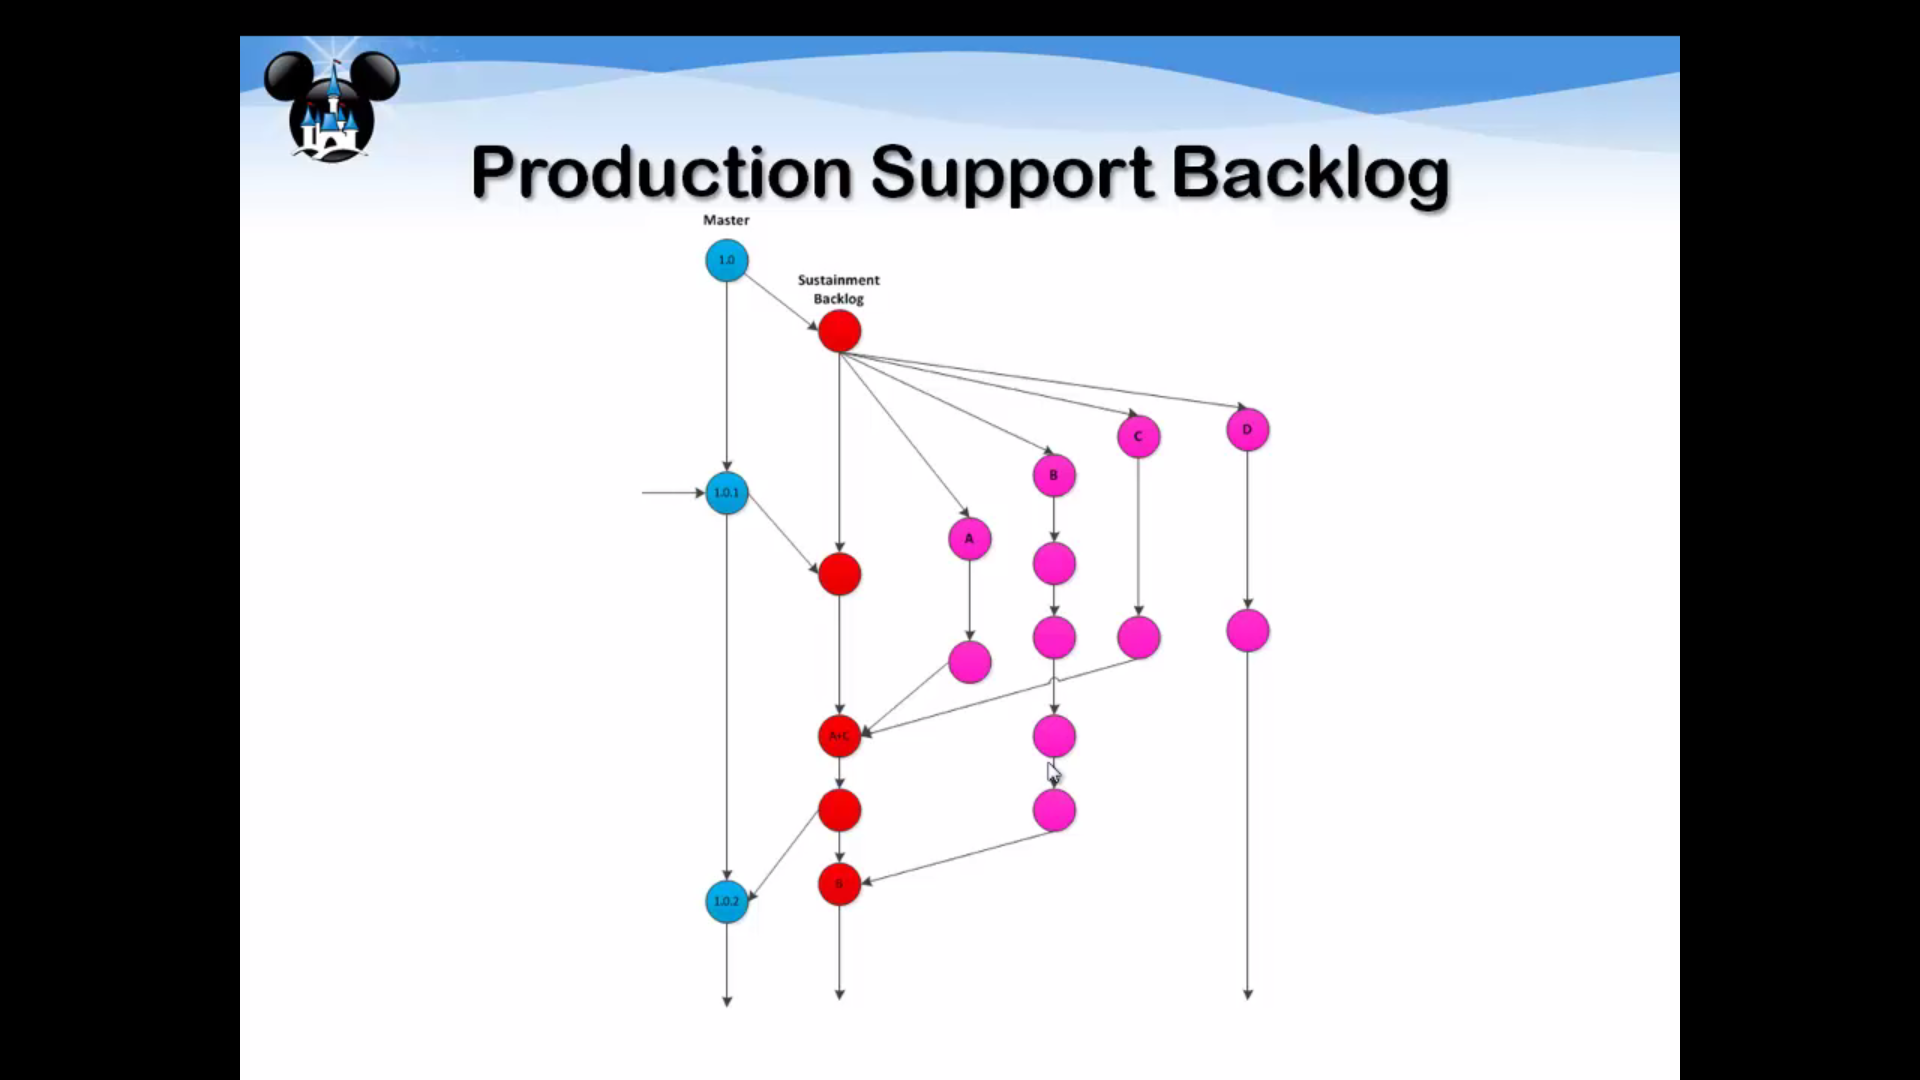 Production Support Backlog
Master
1.0
Sustainment
Backlog
D
C
B
1.0.1
A
A+C
B
1.0.2